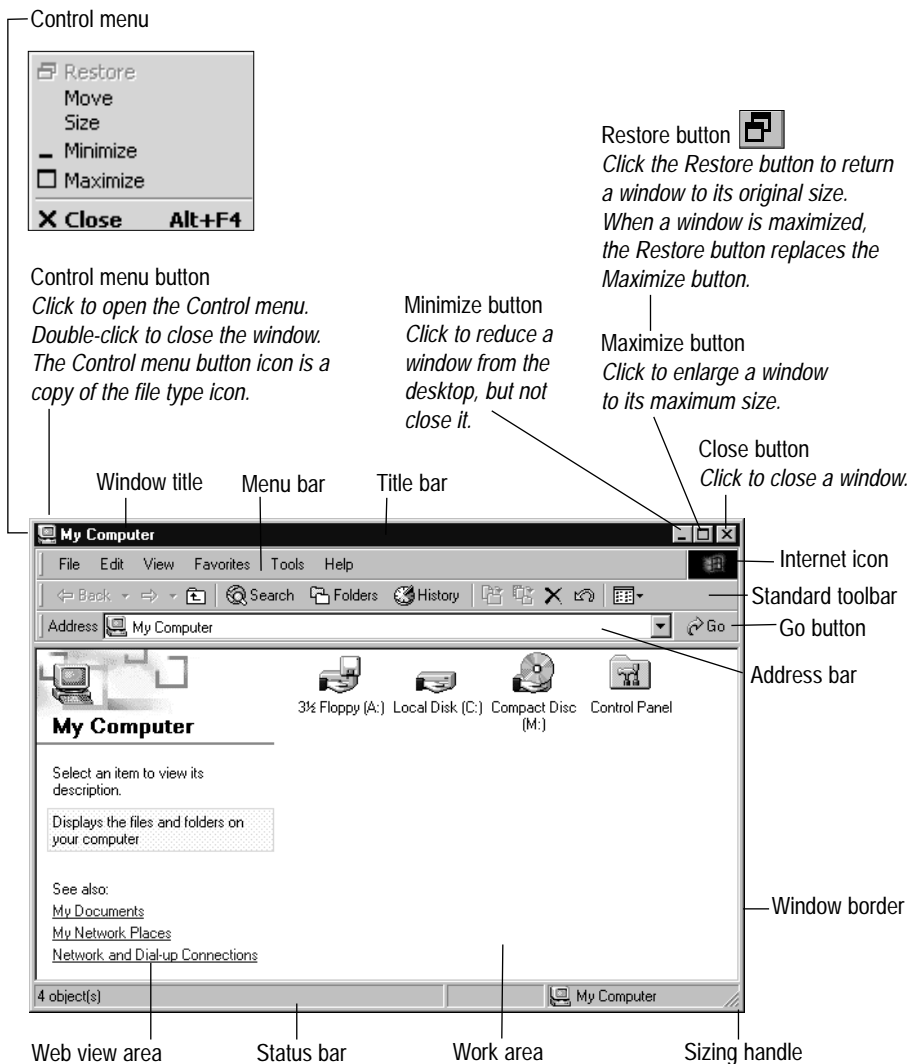 Control menu
Restore
Move
Size
Minimize
Maximize
Close Alt+F4
Restore button
Click the Restore button to return
a window to its original size.
When a window is maximized,
the Restore button replaces the
Maximize button.
Control menu button
Click to open the Control menu.
Double-click to close the window.
The Control menu button icon is a
copy of the file type icon.
Minimize button
Click to reduce a
window from the
desktop, but not
close it.
Maximize button
Click to enlarge a window
to its maximum size.
Close button
Click to close a window.
Window title
Menu bar
Title bar
My Computer
File Edit View Favorites Tools Help
Internet icon
Back Search Folders History
Standard toolbar
Address My Computer Go
Go button
Address bar
3½ Floppy (A:) Local Disk (C:) Compact Disc (M:) Control Panel
My Computer
Select an item to view its
description.
Displays the files and folders on
your computer
See also:
My Documents
My Network Places
Network and Dial-up Connections
Window border
4 object(s) My Computer
Web view area
Status bar
Work area
Sizing handle